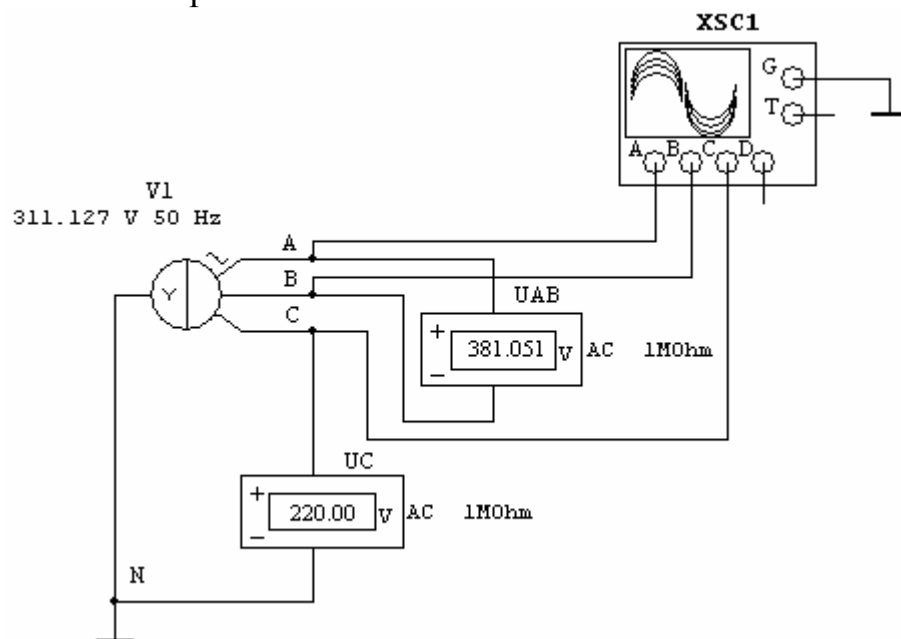 XSC1
G
T
A B C D
V1
311.127 V 50 Hz
A
B
C
Y
UAB
+
381.051 V AC 1MOhm
–
UC
+
220.00 V AC 1MOhm
–
N